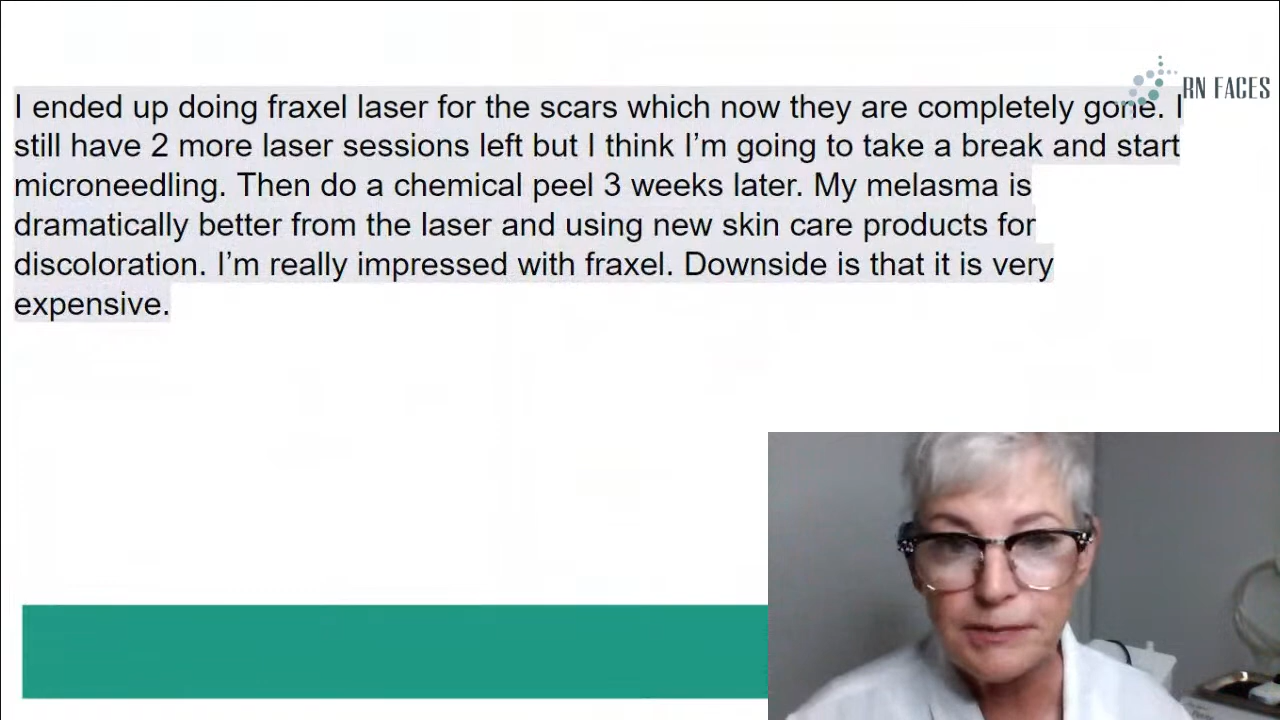 RN FACES
I ended up doing fraxel laser for the scars which now they are completely gone. I
still have 2 more laser sessions left but I think I’m going to take a break and start
microneedling. Then do a chemical peel 3 weeks later. My melasma is
dramatically better from the laser and using new skin care products for
discoloration. I’m really impressed with fraxel. Downside is that it is very
expensive.